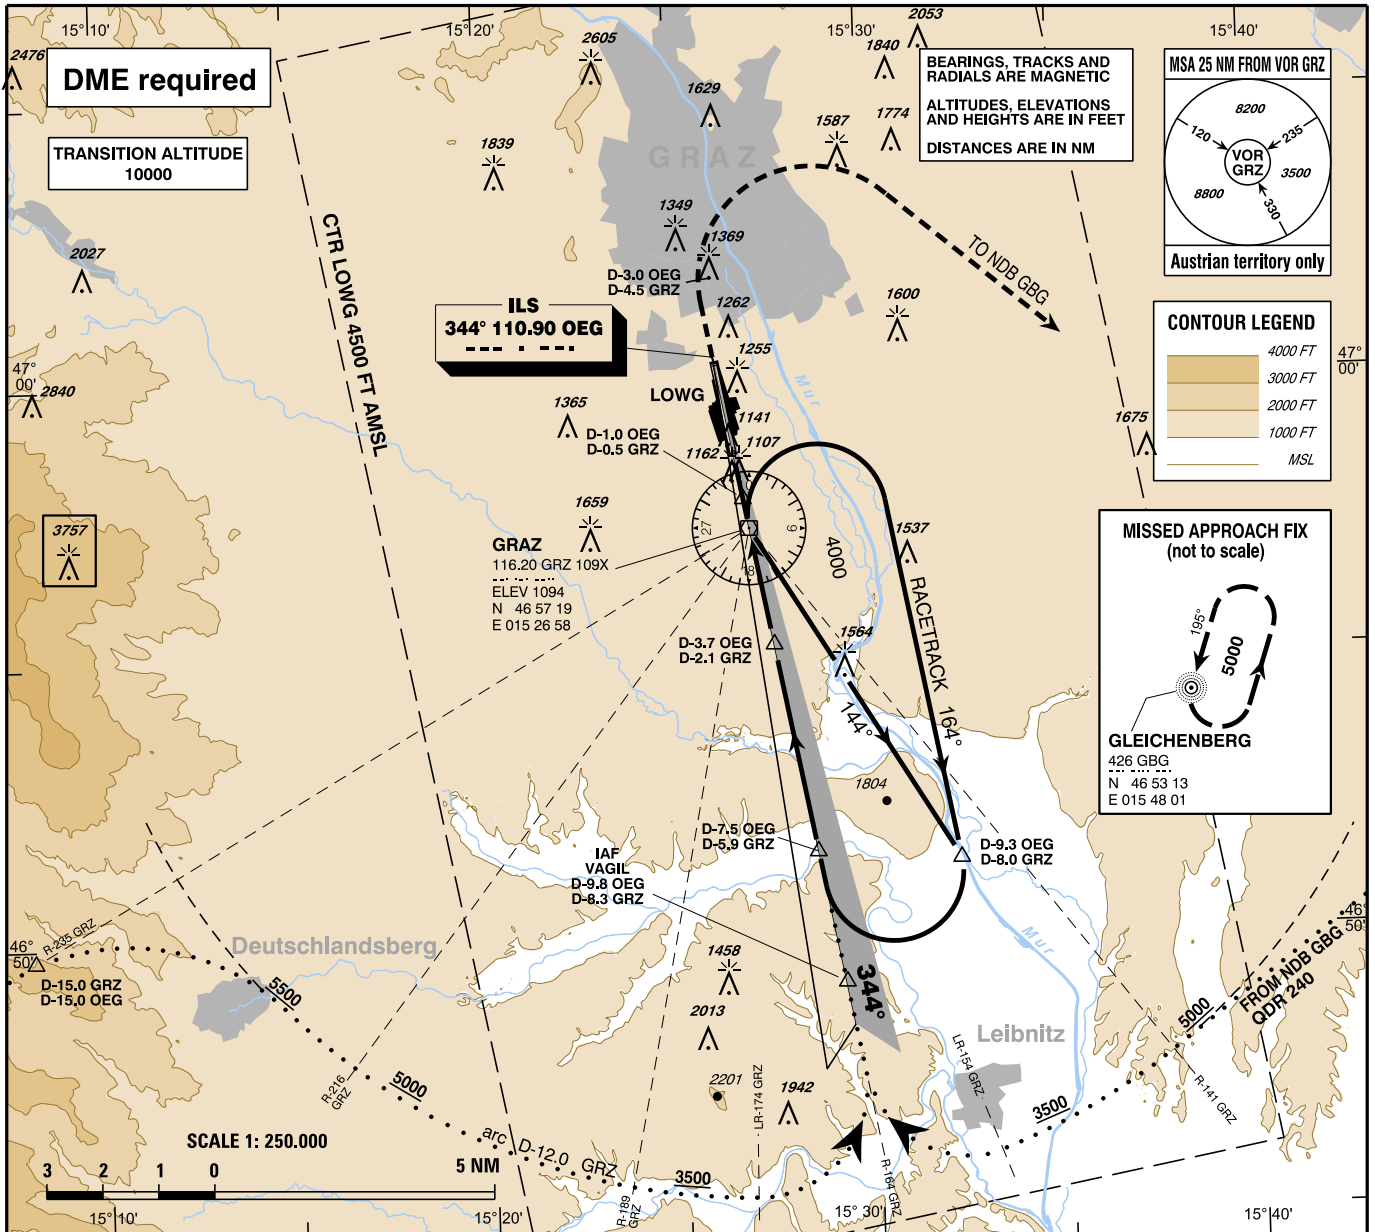 15°10'
15°20'
15°30'
15°40'
2476
DME required
TRANSITION ALTITUDE
10000
2605
1629
2053
1840
1774
1587
1839
BEARINGS, TRACKS AND
RADIALS ARE MAGNETIC
ALTITUDES, ELEVATIONS
AND HEIGHTS ARE IN FEET
DISTANCES ARE IN NM
MSA 25 NM FROM VOR GRZ
8200
120
235
VOR
GRZ
3500
8800
330
Austrian territory only
GRAZ
2027
CTR LOWG 4500 FT AMSL
1349
1369
D-3.0 OEG
D-4.5 GRZ
TO NDB GBG
ILS
344° 110.90 OEG
1262
1600
1255
CONTOUR LEGEND
4000 FT
3000 FT
2000 FT
1000 FT
MSL
47°
00'
47°
00'
2840
LOWG
Mur
1365
1141
1675
D-1.0 OEG
D-0.5 GRZ
1107
1162
3757
1659
GRAZ
116.20 GRZ 109X
ELEV 1094
N 46 57 19
E 015 26 58
27
9
18
4000
1537
MISSED APPROACH FIX
(not to scale)
195°
5000
GLEICHENBERG
426 GBG
N 46 53 13
E 015 48 01
RACETRACK 164°
D-3.7 OEG
D-2.1 GRZ
1564
144°
1804
D-7.5 OEG
D-5.9 GRZ
D-9.3 OEG
D-8.0 GRZ
IAF
VAGIL
D-9.8 OEG
D-8.3 GRZ
46°
50'
46°
50'
R-235 GRZ
D-15.0 GRZ
D-15.0 OEG
Deutschlandsberg
5500
1458
344°
Mur
2013
Leibnitz
5000
FROM NDB GBG
QDR 240
R-216
GRZ
5000
2201
LR-174 GRZ
1942
LR-154 GRZ
3500
R-141 GRZ
SCALE 1: 250.000
3
2
1
0
5 NM
arc D-12.0 GRZ
3500
R-189
GRZ
R-164 GRZ
15°10'
15°20'
15° 30'
15°40'